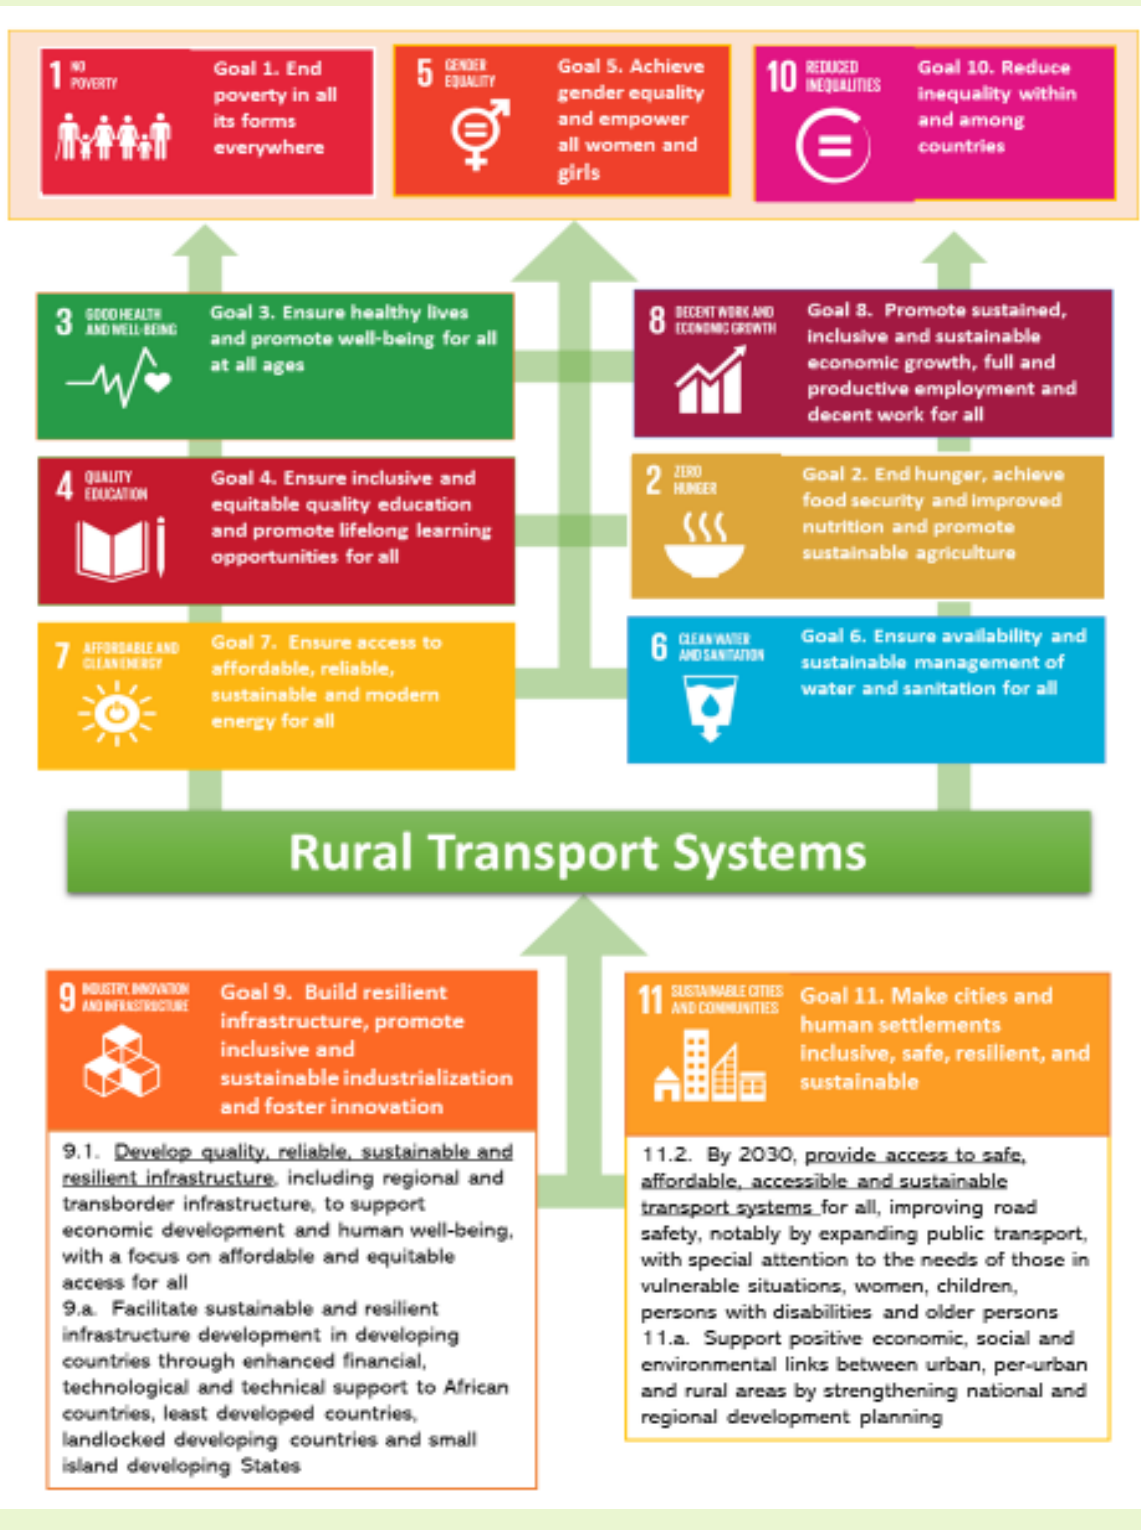 1 NO
POVERTY
Goal 1. End
poverty in all
its forms
everywhere
5 GENDER
EQUALITY
Goal 5. Achieve
gender equality
and empower
all women and
girls
10 REDUCED
INEQUALITIES
Goal 10. Reduce
inequality within
and among
countries
3 GOOD HEALTH
AND WELL-BEING
Goal 3. Ensure healthy lives
and promote well-being for all
at all ages
8 DECENT WORK AND
ECONOMIC GROWTH
Goal 8. Promote sustained,
inclusive and sustainable
economic growth, full and
productive employment and
decent work for all
4 QUALITY
EDUCATION
Goal 4. Ensure inclusive and
equitable quality education
and promote lifelong learning
opportunities for all
2 ZERO
HUNGER
Goal 2. End hunger, achieve
food security and improved
nutrition and promote
sustainable agriculture
7 AFFORDABLE AND
CLEAN ENERGY
Goal 7. Ensure access to
affordable, reliable,
sustainable and modern
energy for all
6 CLEAN WATER
AND SANITATION
Goal 6. Ensure availability and
sustainable management of
water and sanitation for all
Rural Transport Systems
9 INDUSTRY, INNOVATION
AND INFRASTRUCTURE
Goal 9. Build resilient
infrastructure, promote
inclusive and
sustainable industrialization
and foster innovation
9.1. Develop quality, reliable, sustainable and
resilient infrastructure, including regional and
transborder infrastructure, to support
economic development and human well-being,
with a focus on affordable and equitable
access for all
9.a. Facilitate sustainable and resilient
infrastructure development in developing
countries through enhanced financial,
technological and technical support to African
countries, least developed countries,
landlocked developing countries and small
island developing States
11 SUSTAINABLE CITIES
AND COMMUNITIES
Goal 11. Make cities and
human settlements
inclusive, safe, resilient, and
sustainable
11.2. By 2030, provide access to safe,
affordable, accessible and sustainable
transport systems for all, improving road
safety, notably by expanding public transport,
with special attention to the needs of those in
vulnerable situations, women, children,
persons with disabilities and older persons
11.a. Support positive economic, social and
environmental links between urban, per-urban
and rural areas by strengthening national and
regional development planning